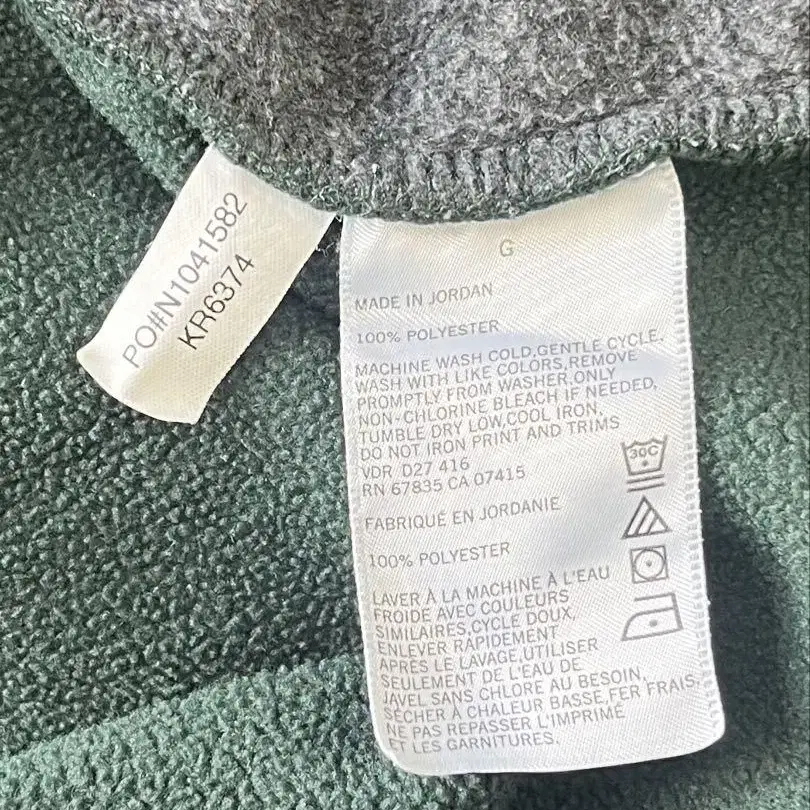 PO#N1041582
KR6374
G
MADE IN JORDAN
100% POLYESTER
MACHINE WASH COLD,GENTLE CYCLE,
WASH WITH LIKE COLORS,REMOVE
PROMPTLY FROM WASHER,ONLY
NON-CHLORINE BLEACH IF NEEDED,
TUMBLE DRY LOW,COOL IRON,
DO NOT IRON PRINT AND TRIMS
VDR D27 416
RN 67835 CA 07415
30C
FABRIQUÉ EN JORDANIE
100% POLYESTER
LAVER À LA MACHINE À L'EAU
FROIDE AVEC COULEURS
SIMILAIRES,CYCLE DOUX,
ENLEVER RAPIDEMENT
APRÈS LE LAVAGE,UTILISER
SEULEMENT DE L'EAU DE
JAVEL SANS CHLORE AU BESOIN,
SÉCHER À CHALEUR BASSE,FER FRAIS,
NE PAS REPASSER L'IMPRIMÉ
ET LES GARNITURES.